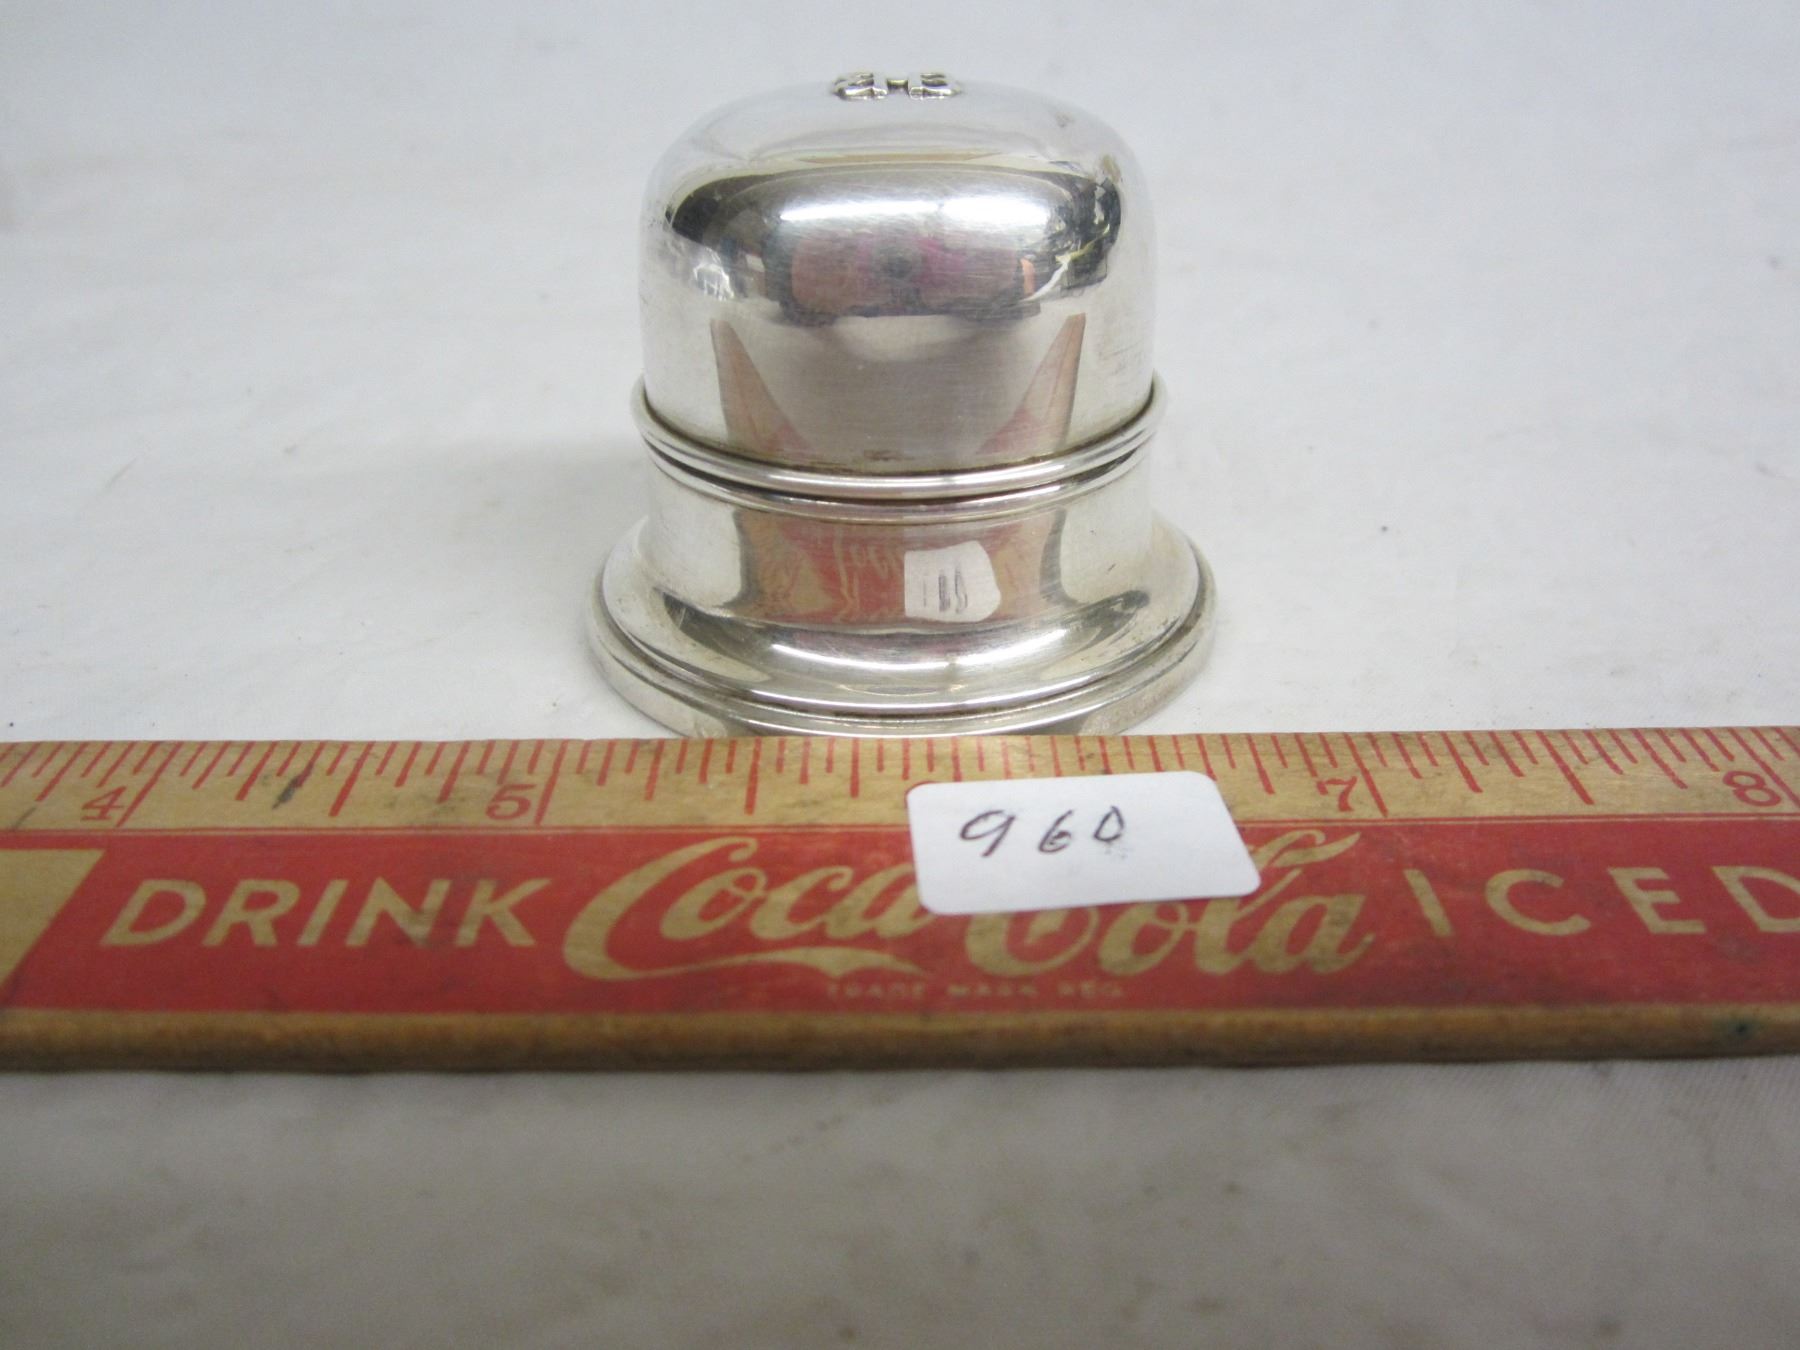 4 5 7 8
960
DRINK Coca Cola ICED
TRADE MARK REG.